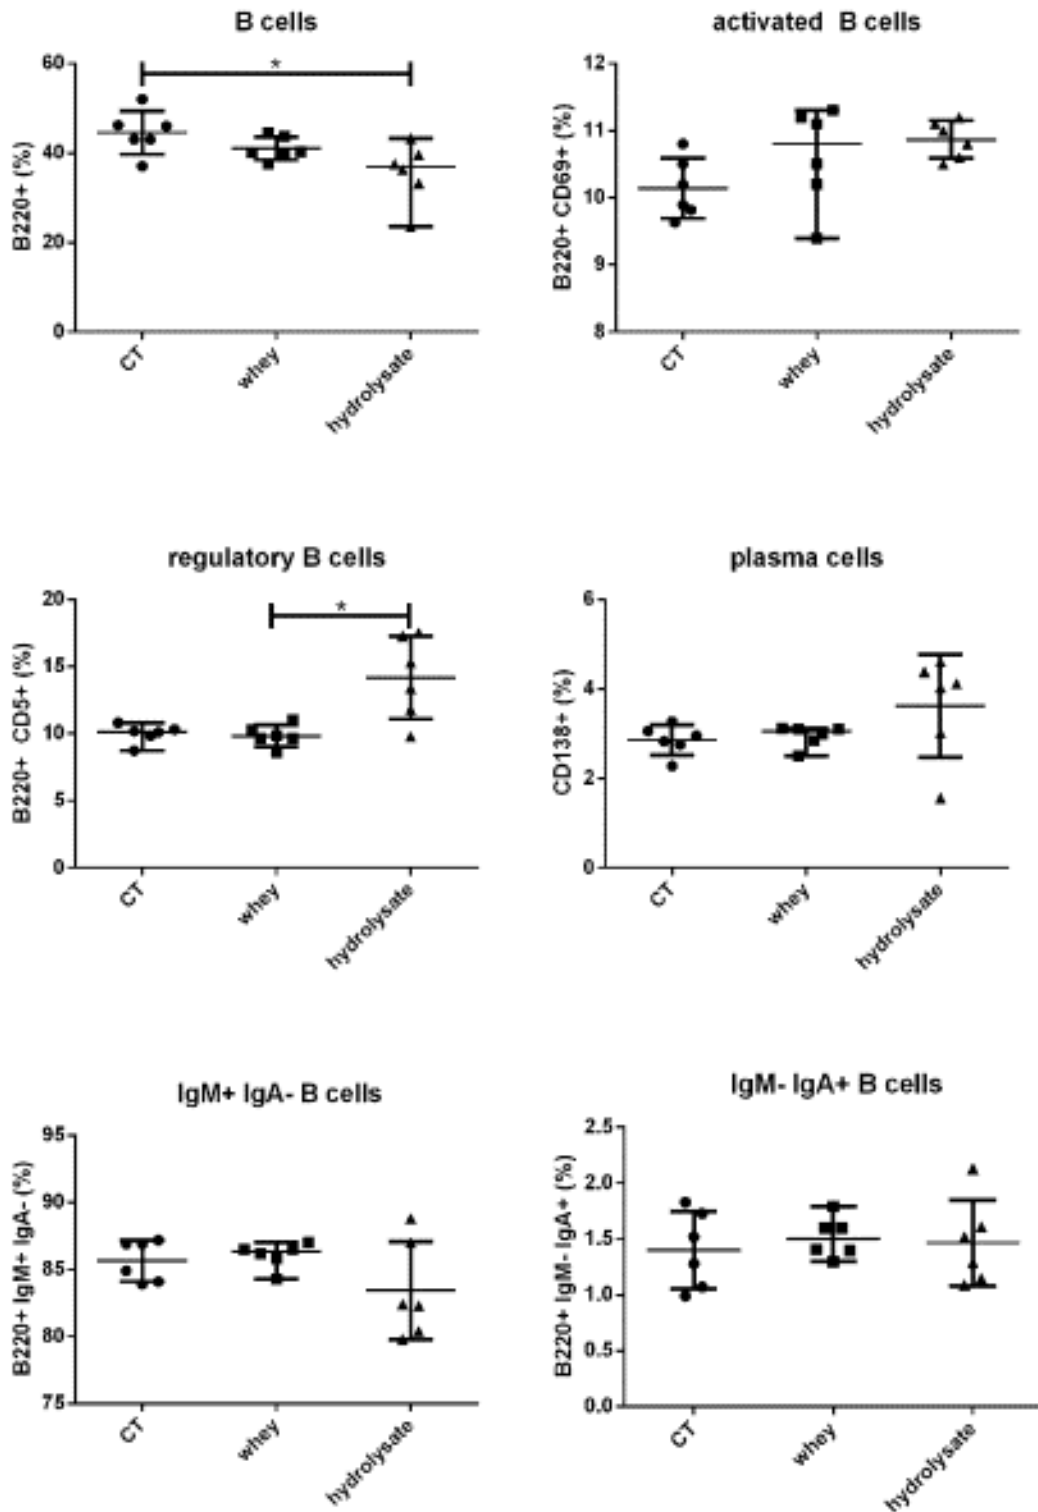 B cells
*
B220+ (%)
60
40
20
0
CT
whey
hydrolysate
activated B cells
B220+ CD69+ (%)
12
11
10
9
8
CT
whey
hydrolysate
regulatory B cells
*
B220+ CD5+ (%)
20
15
10
5
0
CT
whey
hydrolysate
plasma cells
CD138+ (%)
6
4
2
0
CT
whey
hydrolysate
IgM+ IgA- B cells
B220+ IgM+ IgA- (%)
95
90
85
80
75
CT
whey
hydrolysate
IgM- IgA+ B cells
B220+ IgM- IgA+ (%)
2.5
2.0
1.5
1.0
0.5
0.0
CT
whey
hydrolysate